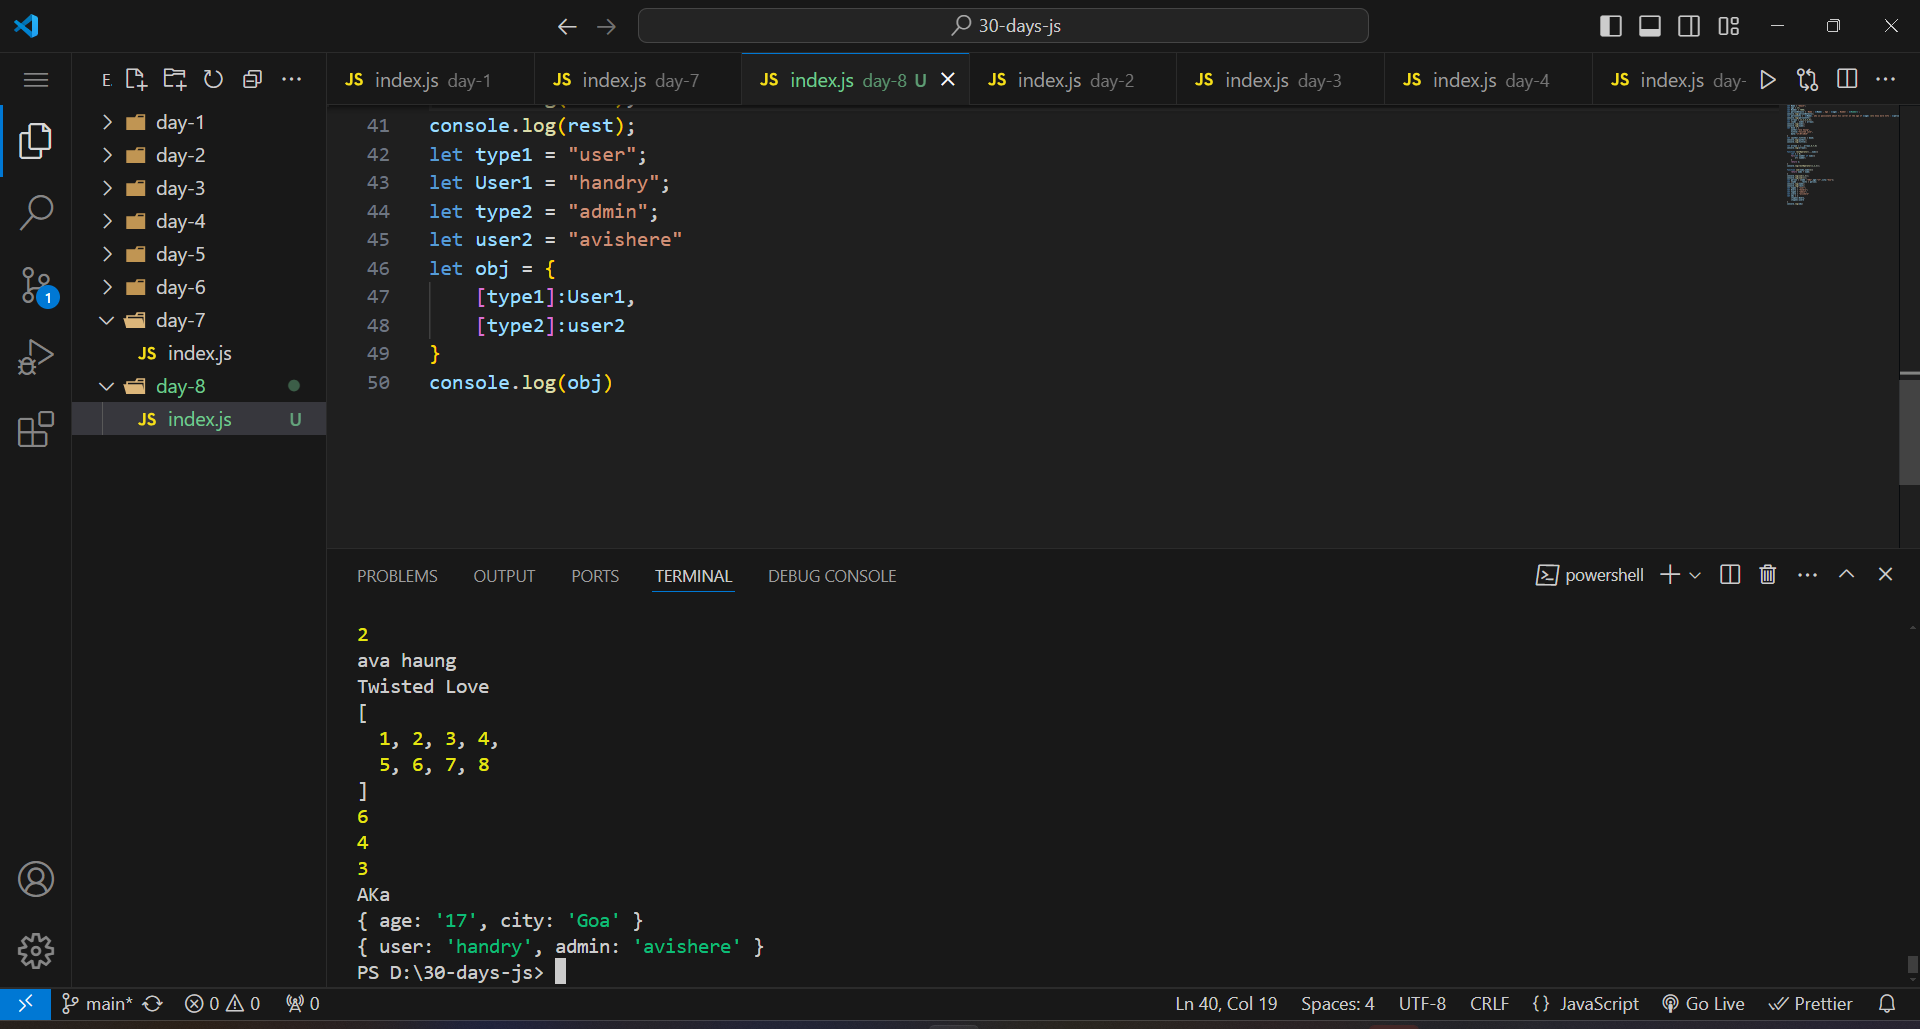 30-days-js
E
JS index.js day-1
JS index.js day-7
JS index.js day-8 U
JS index.js day-2
JS index.js day-3
JS index.js day-4
JS index.js day-
day-1
day-2
day-3
day-4
day-5
day-6
day-7
JS index.js
day-8
JS index.js U
1
41 console.log(rest);
42 let type1 = "user";
43 let User1 = "handry";
44 let type2 = "admin";
45 let user2 = "avishere"
46 let obj = {
47 [type1]:User1,
48 [type2]:user2
49 }
50 console.log(obj)
PROBLEMS OUTPUT PORTS TERMINAL DEBUG CONSOLE
powershell
2
ava haung
Twisted Love
[
1, 2, 3, 4,
5, 6, 7, 8
]
6
4
3
AKa
{ age: '17', city: 'Goa' }
{ user: 'handry', admin: 'avishere' }
PS D:\30-days-js>
main* 0 0 0
Ln 40, Col 19 Spaces: 4 UTF-8 CRLF {} JavaScript Go Live Prettier